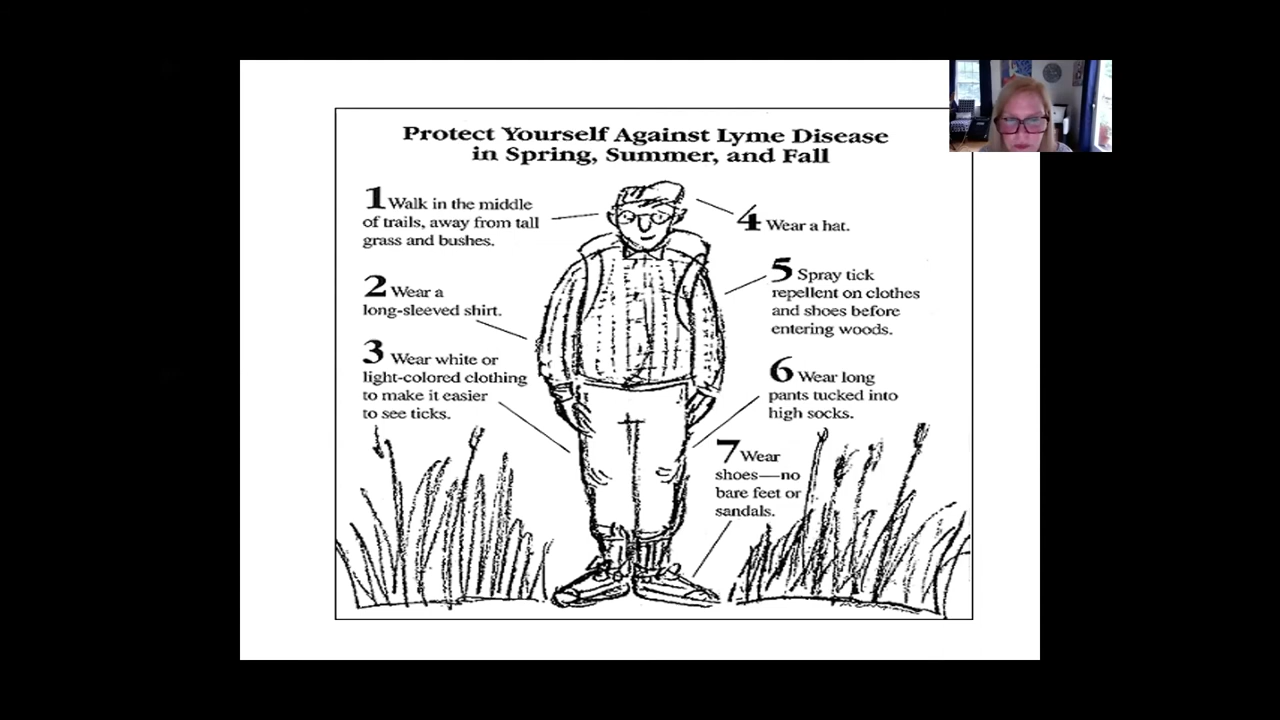 Protect Yourself Against Lyme Disease
in Spring, Summer, and Fall
1 Walk in the middle
of trails, away from tall
grass and bushes.
2 Wear a
long-sleeved shirt.
3 Wear white or
light-colored clothing
to make it easier
to see ticks.
4 Wear a hat.
5 Spray tick
repellent on clothes
and shoes before
entering woods.
6 Wear long
pants tucked into
high socks.
7 Wear
shoes—no
bare feet or
sandals.